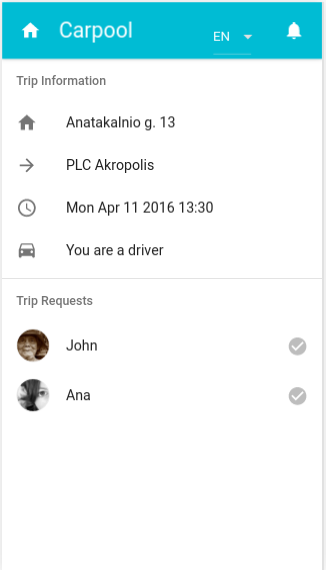 Carpool
EN
Trip Information
Anatakalnio g. 13
PLC Akropolis
Mon Apr 11 2016 13:30
You are a driver
Trip Requests
John
Ana